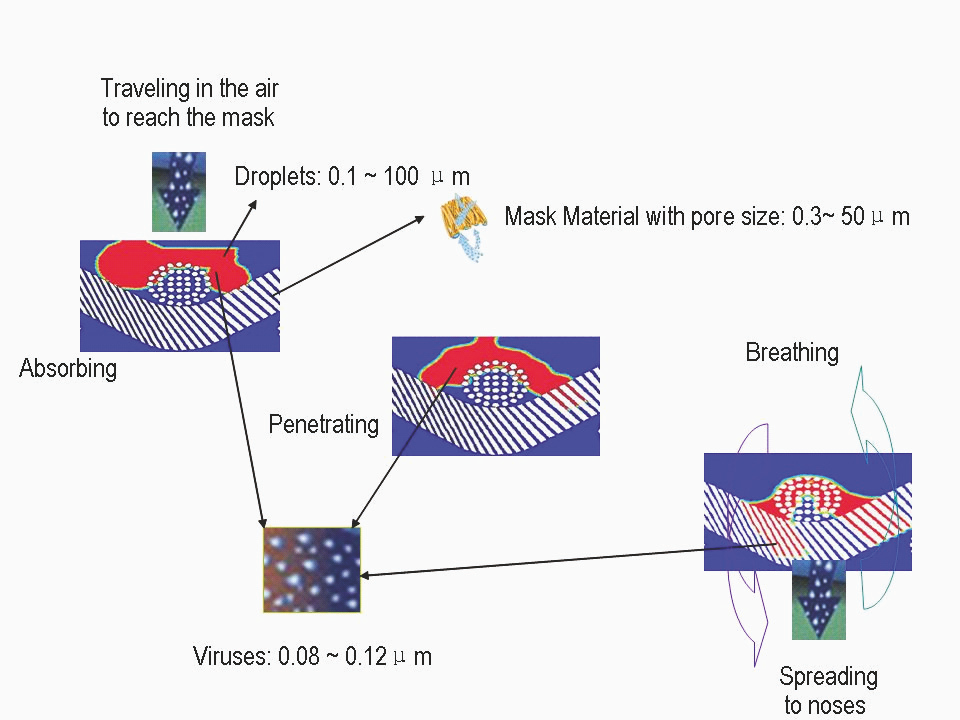 Traveling in the air
to reach the mask
Droplets: 0.1 ~ 100 μ m
Mask Material with pore size: 0.3~ 50 μ m
Absorbing
Breathing
Penetrating
Viruses: 0.08 ~ 0.12 μ m
Spreading
to noses